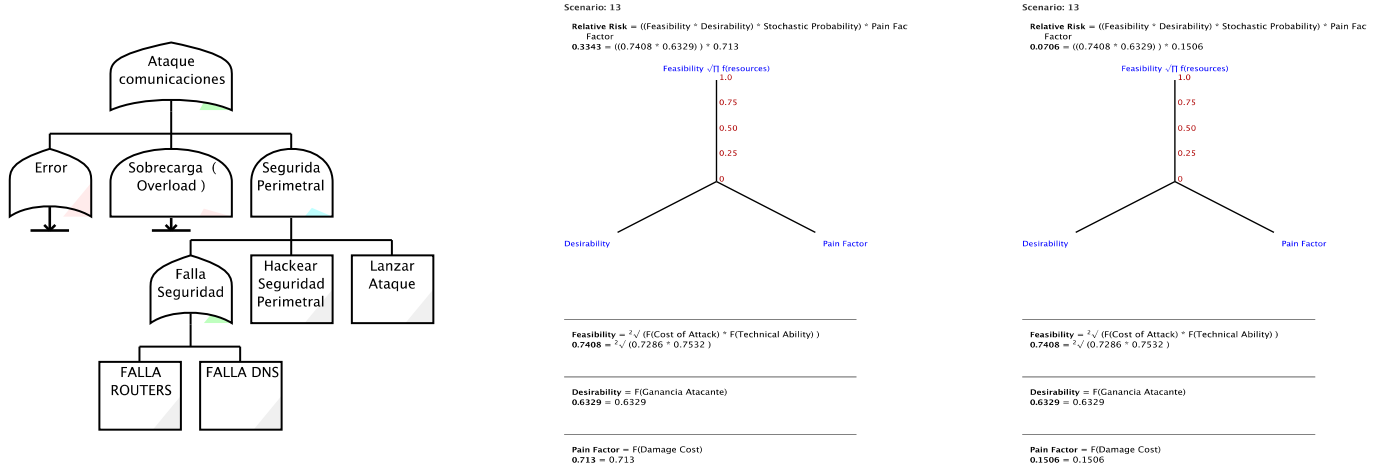 Ataque
comunicaciones
Error
Sobrecarga (
Overload )
Segurida
Perimetral
Falla
Seguridad
Hackear
Seguridad
Perimetral
Lanzar
Ataque
FALLA
ROUTERS
FALLA DNS
Scenario: 13
Relative Risk = ((Feasibility * Desirability) * Stochastic Probability) * Pain Fac
Factor
0.3343 = ((0.7408 * 0.6329) ) * 0.713
Feasibility √∏ f(resources)
1.0
0.75
0.50
0.25
0
Desirability
Pain Factor
Feasibility = ²√ (F(Cost of Attack) * F(Technical Ability) )
0.7408 = ²√ (0.7286 * 0.7532 )
Desirability = F(Ganancia Atacante)
0.6329 = 0.6329
Pain Factor = F(Damage Cost)
0.713 = 0.713
Scenario: 13
Relative Risk = ((Feasibility * Desirability) * Stochastic Probability) * Pain Fac
Factor
0.0706 = ((0.7408 * 0.6329) ) * 0.1506
Feasibility √∏ f(resources)
1.0
0.75
0.50
0.25
0
Desirability
Pain Factor
Feasibility = ²√ (F(Cost of Attack) * F(Technical Ability) )
0.7408 = ²√ (0.7286 * 0.7532 )
Desirability = F(Ganancia Atacante)
0.6329 = 0.6329
Pain Factor = F(Damage Cost)
0.1506 = 0.1506